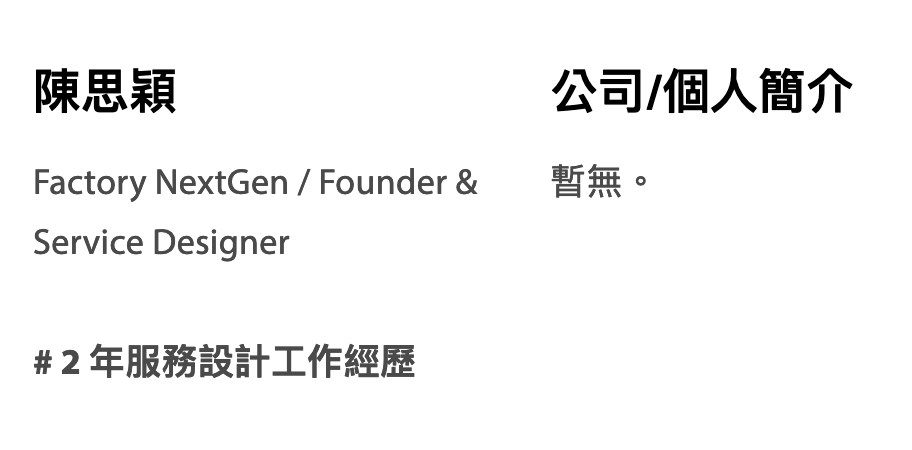 陳思穎
Factory NextGen / Founder &
Service Designer
# 2 年服務設計工作經歷
公司/個人簡介
暫無。